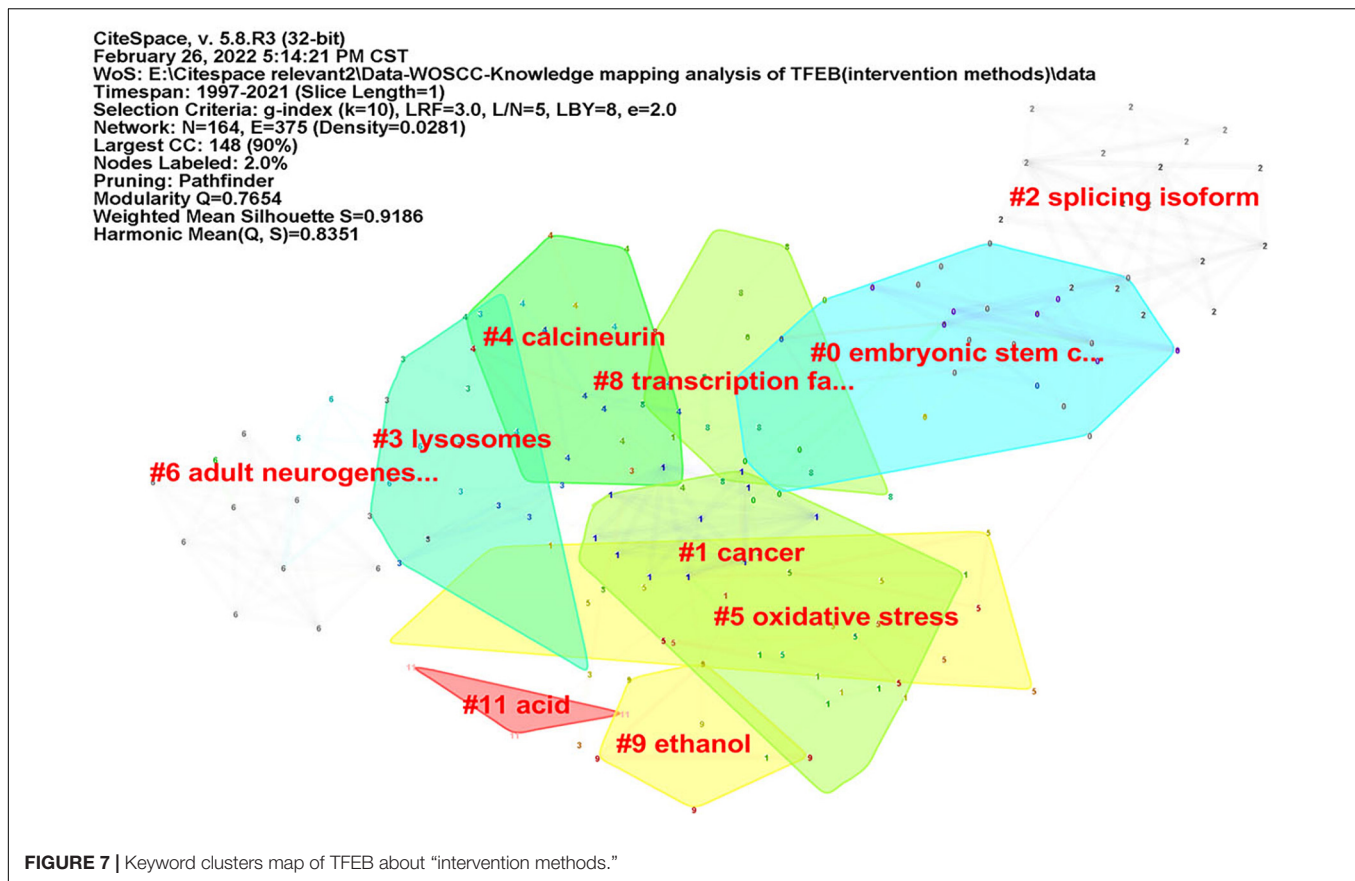 CiteSpace, v. 5.8.R3 (32-bit)
February 26, 2022 5:14:21 PM CST
WoS: E:\Citespace relevant2\Data-WOSCC-Knowledge mapping analysis of TFEB(intervention methods)\data
Timespan: 1997-2021 (Slice Length=1)
Selection Criteria: g-index (k=10), LRF=3.0, L/N=5, LBY=8, e=2.0
Network: N=164, E=375 (Density=0.0281)
Largest CC: 148 (90%)
Nodes Labeled: 2.0%
Pruning: Pathfinder
Modularity Q=0.7654
Weighted Mean Silhouette S=0.9186
Harmonic Mean(Q, S)=0.8351
#2 splicing isoform
#4 calcineurin
#0 embryonic stem c...
#8 transcription fa...
#3 lysosomes
#6 adult neurogenes...
#1 cancer
#5 oxidative stress
#11 acid
#9 ethanol
FIGURE 7 | Keyword clusters map of TFEB about “intervention methods.”